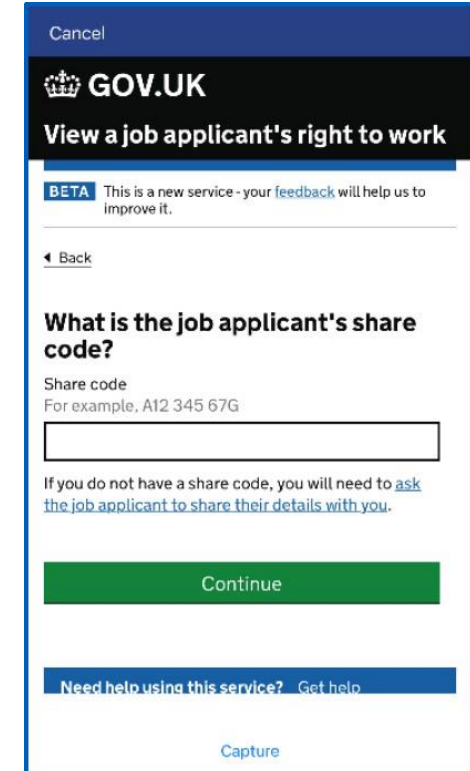 Cancel
GOV.UK
View a job applicant's right to work
BETA This is a new service - your feedback will help us to
improve it.
Back
What is the job applicant's share
code?
Share code
For example, A12 345 67G
If you do not have a share code, you will need to ask
the job applicant to share their details with you.
Continue
Need help using this service? Get help
Capture